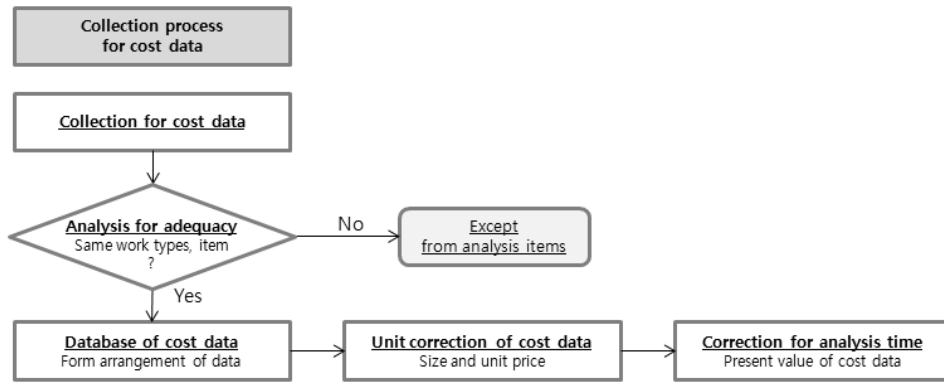 Collection process
for cost data
Collection for cost data
Analysis for adequacy
Same work types, item
?
No
Except
from analysis items
Yes
Database of cost data
Form arrangement of data
Unit correction of cost data
Size and unit price
Correction for analysis time
Present value of cost data